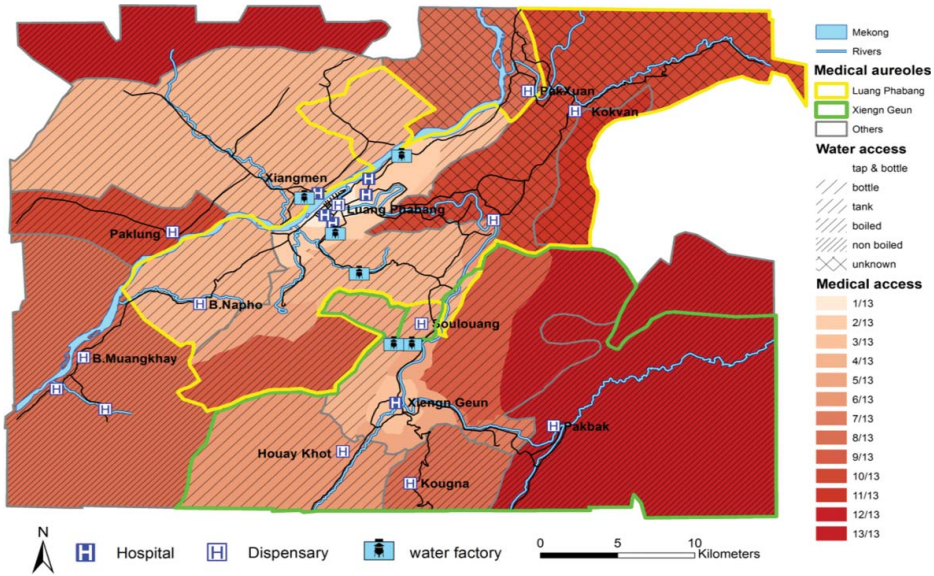 Mekong
Rivers
Medical aureoles
Luang Phabang
Xiengn Geun
Others
Water access
tap & bottle
bottle
tank
boiled
non boiled
unknown
Medical access
1/13
2/13
3/13
4/13
5/13
6/13
7/13
8/13
9/13
10/13
11/13
12/13
13/13
PakXuan
Kokvan
Xiangmen
Luang Phabang
Paklung
B.Napho
Soulouang
B.Muangkhay
Xiengn Geun
Pakbak
Houay Khot
Kougna
N
H Hospital
H Dispensary
water factory
0 5 10
Kilometers